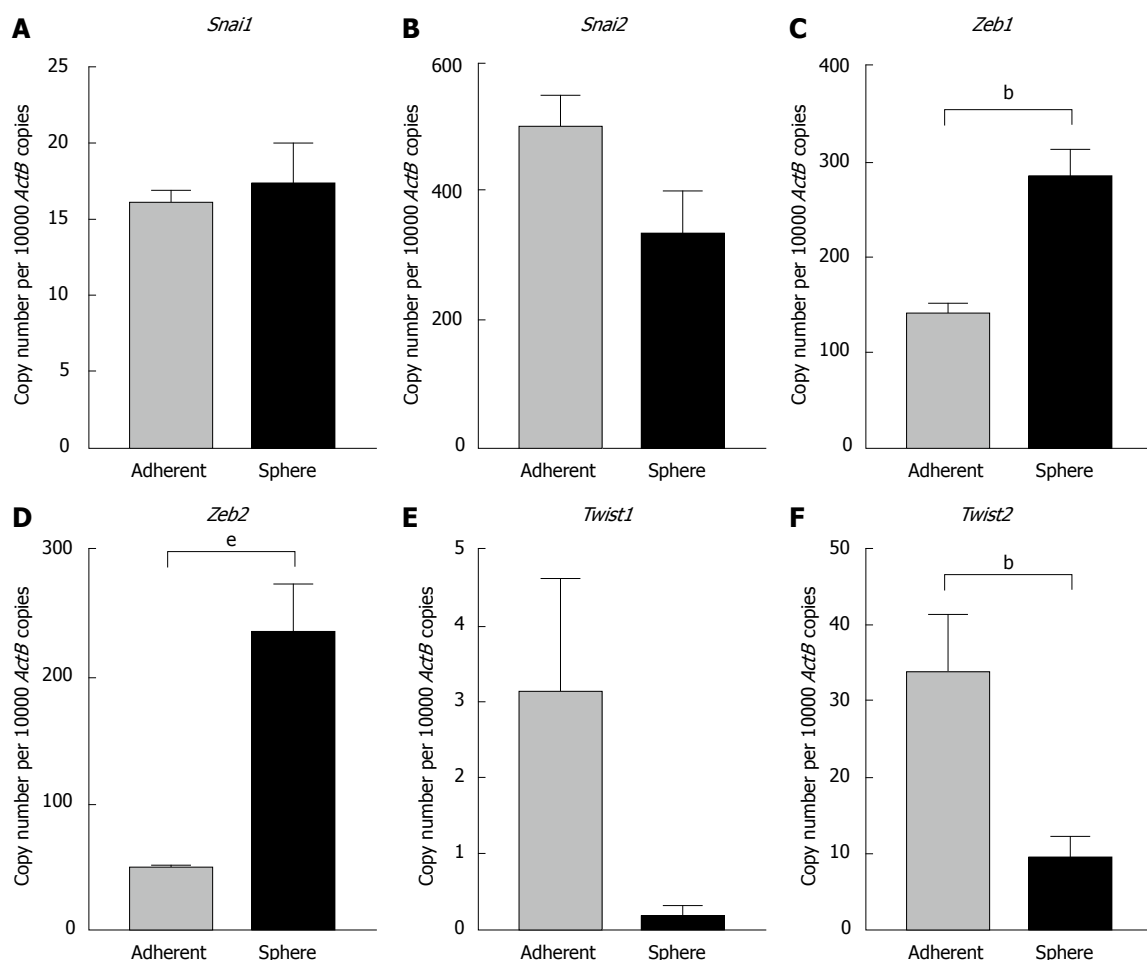 A
Snai1
Copy number per 10000 ActB copies
25
20
15
10
5
0
Adherent
Sphere
B
Snai2
Copy number per 10000 ActB copies
600
400
200
0
Adherent
Sphere
C
Zeb1
Copy number per 10000 ActB copies
400
300
200
100
0
b
Adherent
Sphere
D
Zeb2
Copy number per 10000 ActB copies
300
200
100
0
e
Adherent
Sphere
E
Twist1
Copy number per 10000 ActB copies
5
4
3
2
1
0
Adherent
Sphere
F
Twist2
Copy number per 10000 ActB copies
50
40
30
20
10
0
b
Adherent
Sphere